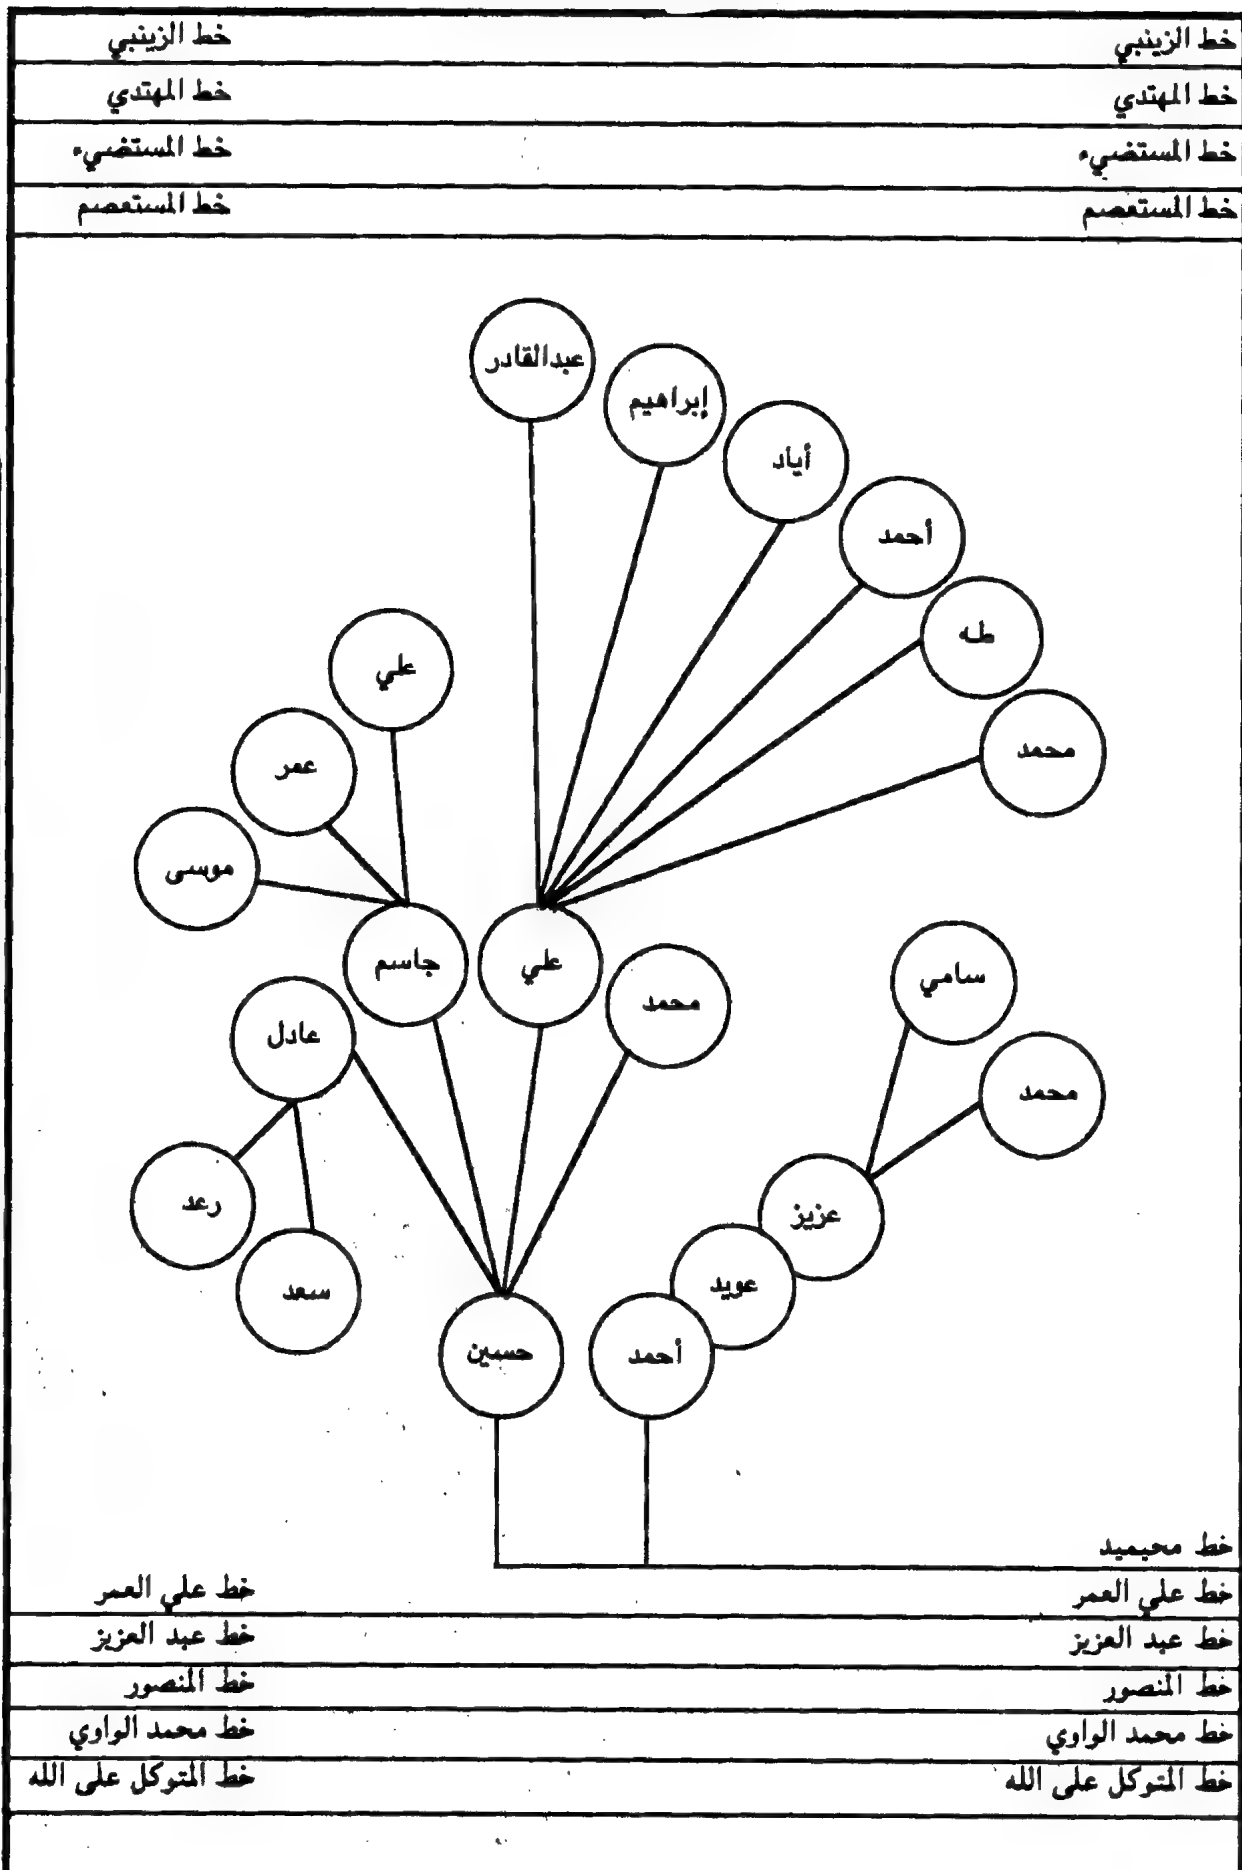 خط الزينبي خط الزينبي
خط المهتدي خط المهتدي
خط المستضيء خط المستضيء
خط المستعصم خط المستعصم
عبدالقادر
إبراهيم
أياد
أحمد
طه
محمد
علي
عمر
موسى
جاسم
علي
محمد
عادل
رعد
سعد
سامي
محمد
عزيز
عويد
أحمد
حسين
خط محيميد
خط علي العمر خط علي العمر
خط عبد العزيز خط عبد العزيز
خط المنصور خط المنصور
خط محمد الواوي خط محمد الواوي
خط المتوكل على الله خط المتوكل على الله